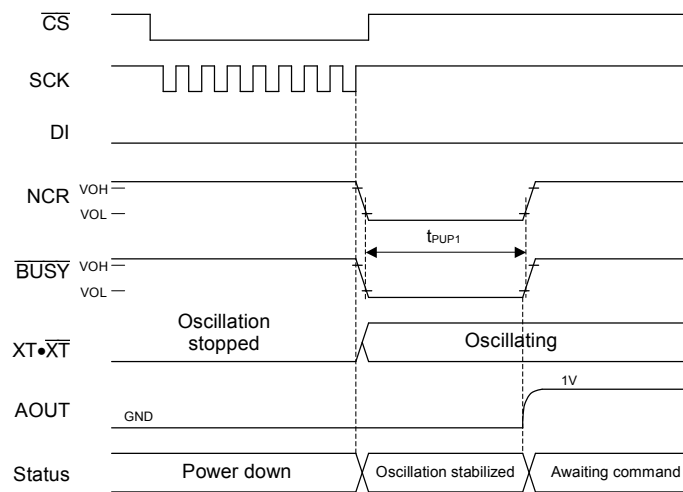 CS
SCK
DI
NCR
VOH
VOL
tPUP1
BUSY
VOH
VOL
Oscillation
stopped
Oscillating
XT•XT
1V
AOUT
GND
Status
Power down
Oscillation stabilized
Awaiting command